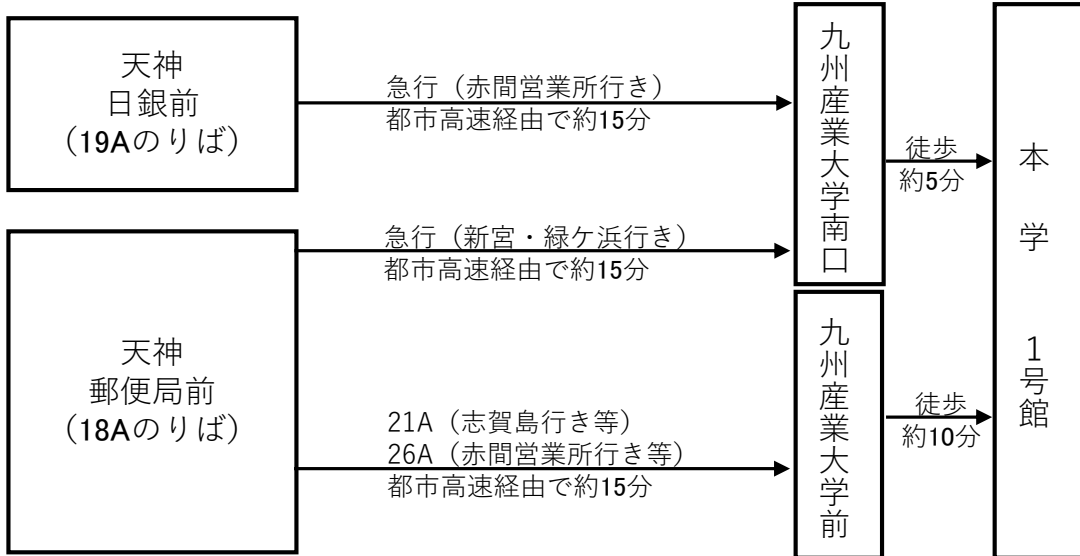 天神
日銀前
（19Aのりば）
急行（赤間営業所行き）
都市高速経由で約15分
九州産業大学南口
徒歩
約5分
本学 1号館
天神
郵便局前
（18Aのりば）
急行（新宮・緑ケ浜行き）
都市高速経由で約15分
21A（志賀島行き等）
26A（赤間営業所行き等）
都市高速経由で約15分
九州産業大学前
徒歩
約10分